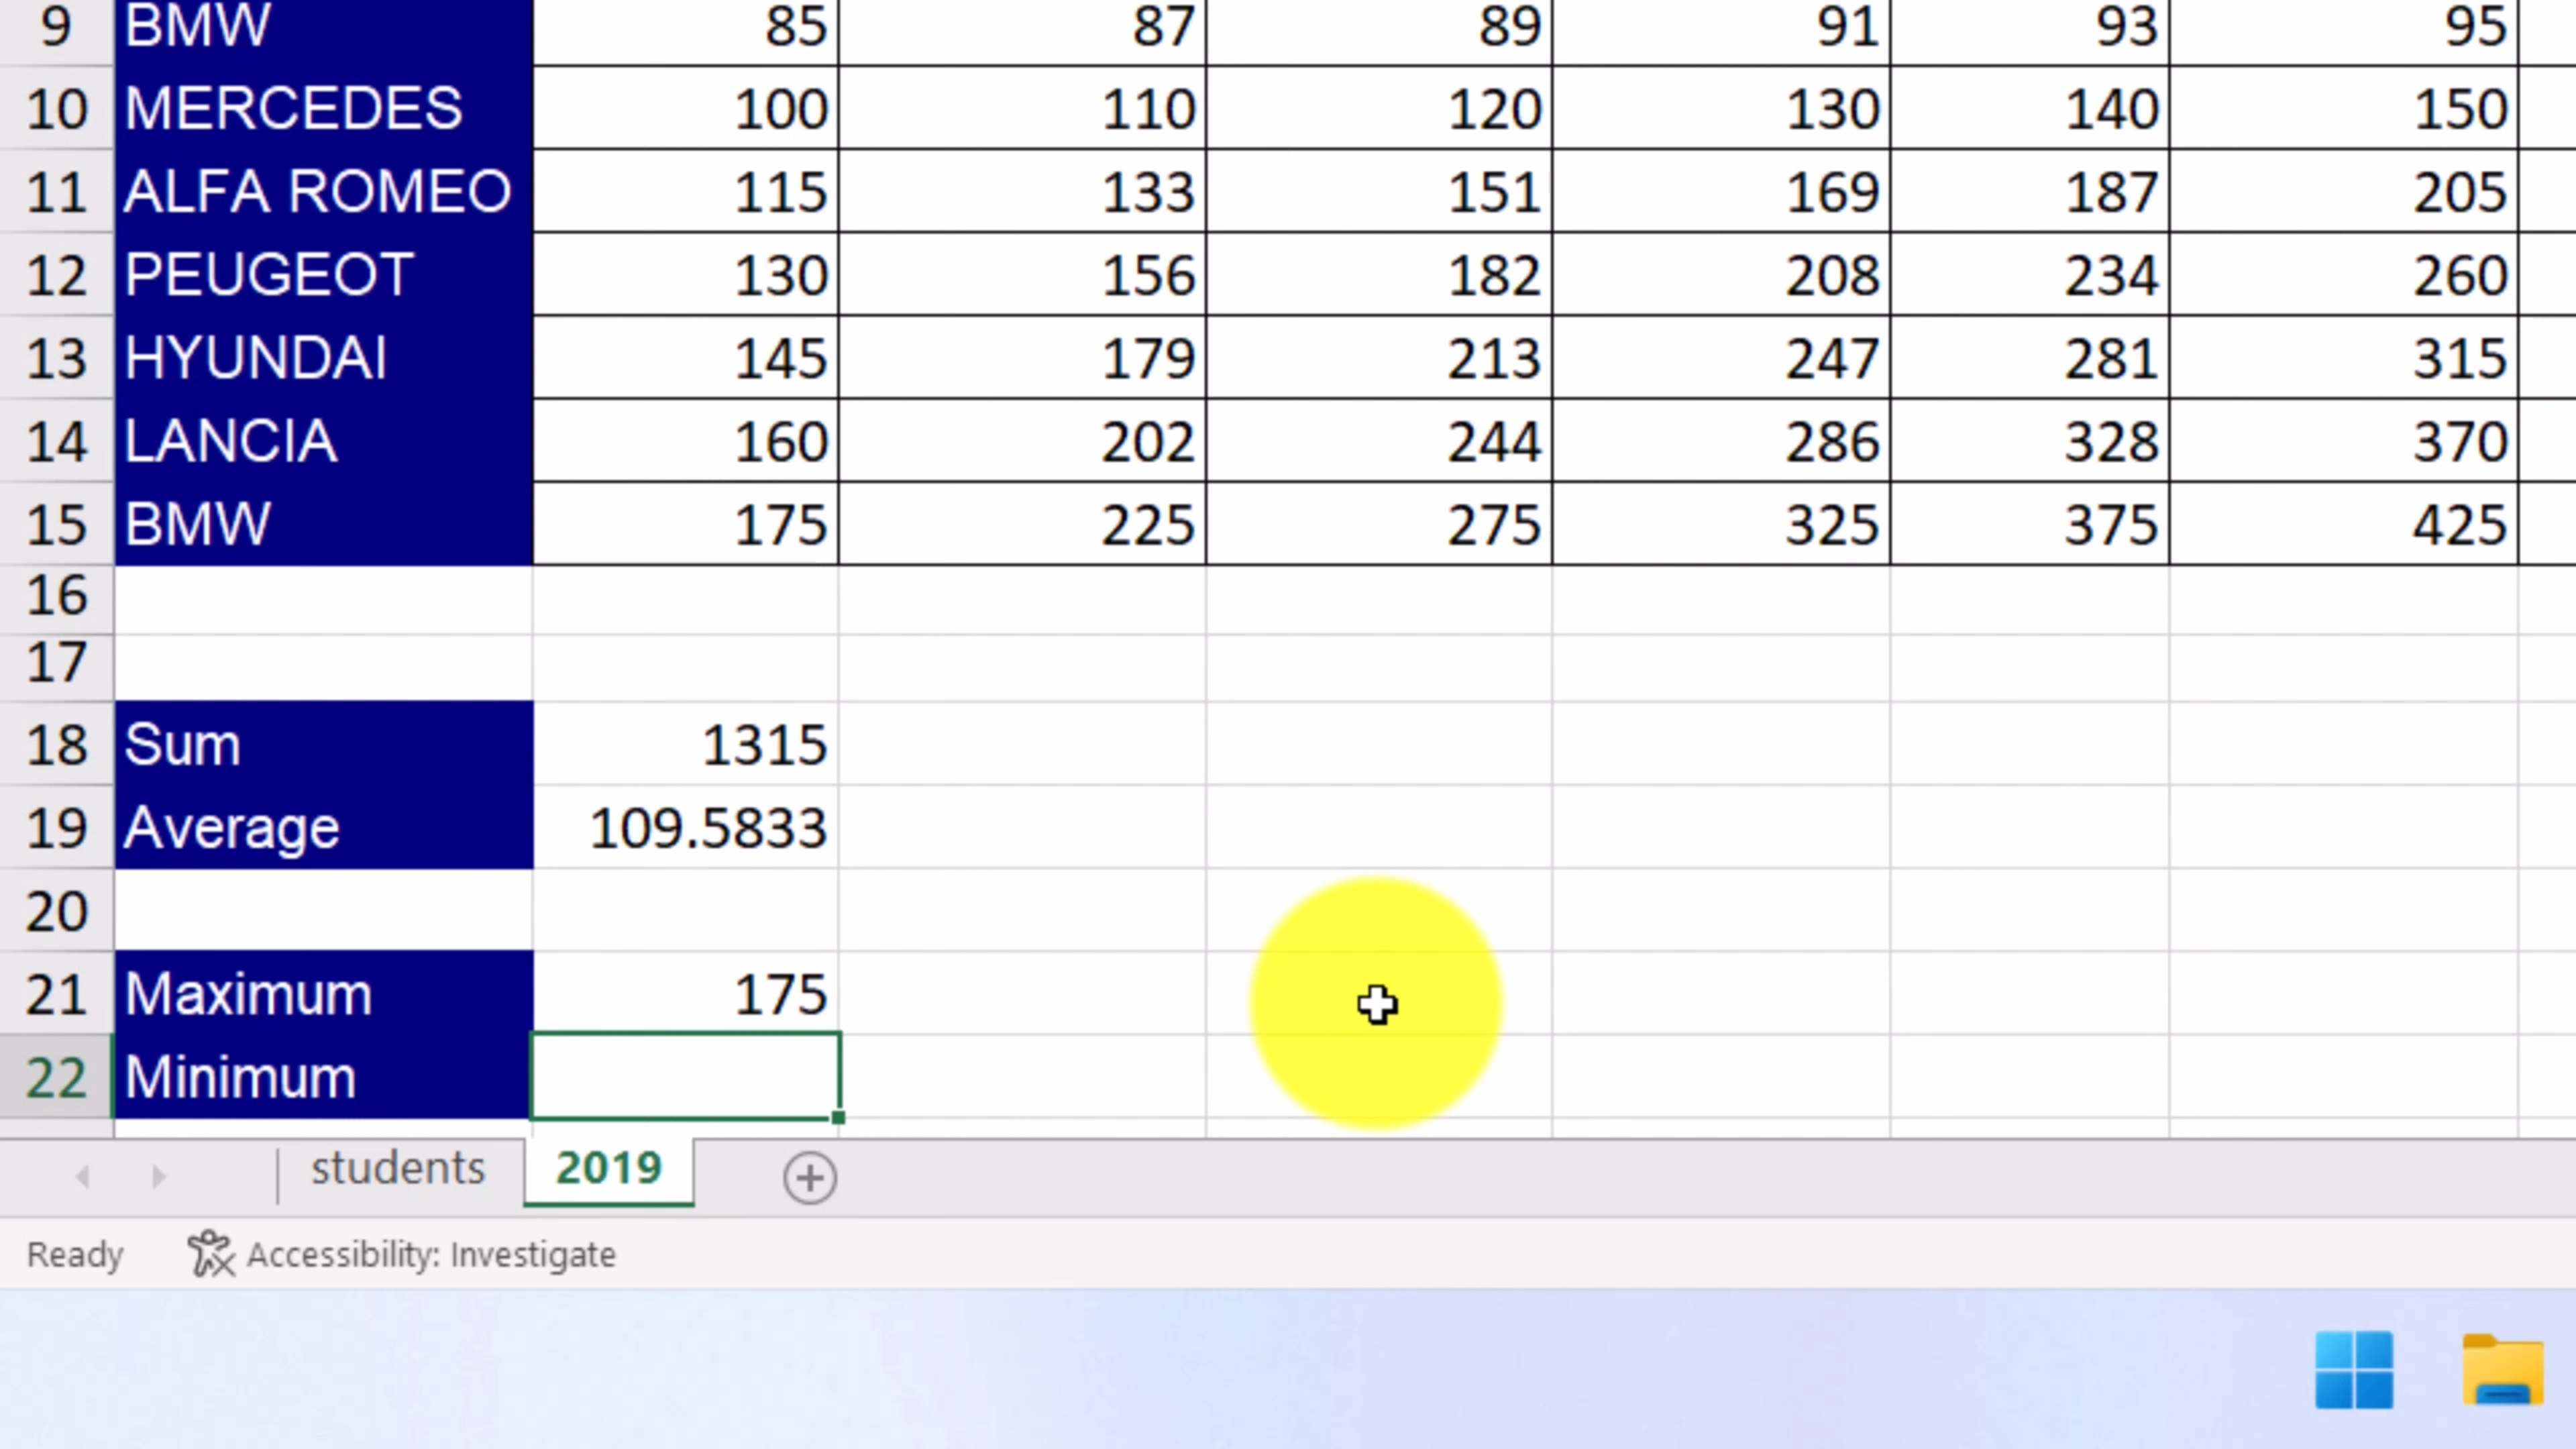 9 BMW 85 87 89 91 93 95
10 MERCEDES 100 110 120 130 140 150
11 ALFA ROMEO 115 133 151 169 187 205
12 PEUGEOT 130 156 182 208 234 260
13 HYUNDAI 145 179 213 247 281 315
14 LANCIA 160 202 244 286 328 370
15 BMW 175 225 275 325 375 425
16
17
18 Sum 1315
19 Average 109.5833
20
21 Maximum 175
22 Minimum
students 2019
Ready Accessibility: Investigate